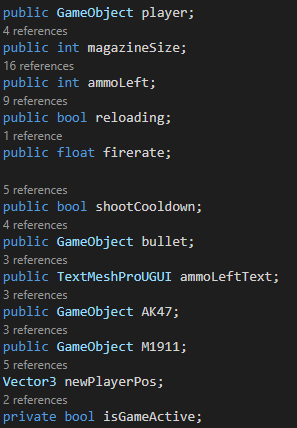 public GameObject player;
4 references
public int magazineSize;
16 references
public int ammoLeft;
9 references
public bool reloading;
1 reference
public float firerate;
5 references
public bool shootCooldown;
4 references
public GameObject bullet;
3 references
public TextMeshProUGUI ammoLeftText;
3 references
public GameObject AK47;
3 references
public GameObject M1911;
5 references
Vector3 newPlayerPos;
2 references
private bool isGameActive;